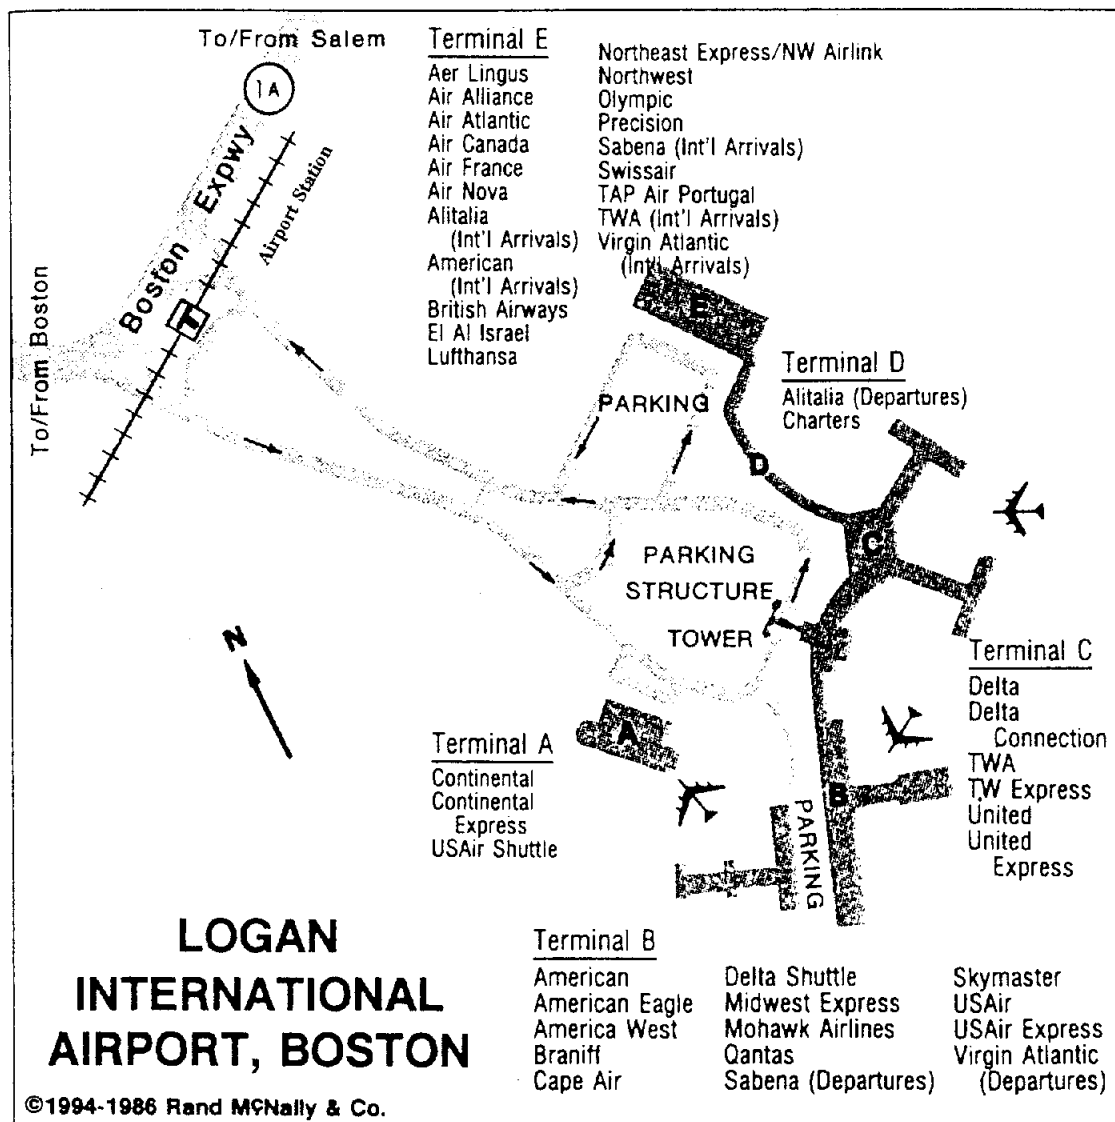 To/From Salem
1A
Boston Expwy
Airport Station
To/From Boston
T
Terminal E
Aer Lingus
Air Alliance
Air Atlantic
Air Canada
Air France
Air Nova
Alitalia
(Int'l Arrivals)
American
(Int'l Arrivals)
British Airways
El Al Israel
Lufthansa
Northeast Express/NW Airlink
Northwest
Olympic
Precision
Sabena (Int'l Arrivals)
Swissair
TAP Air Portugal
TWA (Int'l Arrivals)
Virgin Atlantic
(Int'l Arrivals)
E
PARKING
Terminal D
Alitalia (Departures)
Charters
D
C
PARKING
STRUCTURE
TOWER
N
Terminal C
Delta
Delta
Connection
TWA
TW Express
United
United
Express
A
Terminal A
Continental
Continental
Express
USAir Shuttle
B
PARKING
LOGAN
INTERNATIONAL
AIRPORT, BOSTON
Terminal B
American
American Eagle
America West
Braniff
Cape Air
Delta Shuttle
Midwest Express
Mohawk Airlines
Qantas
Sabena (Departures)
Skymaster
USAir
USAir Express
Virgin Atlantic
(Departures)
©1994-1986 Rand McNally & Co.